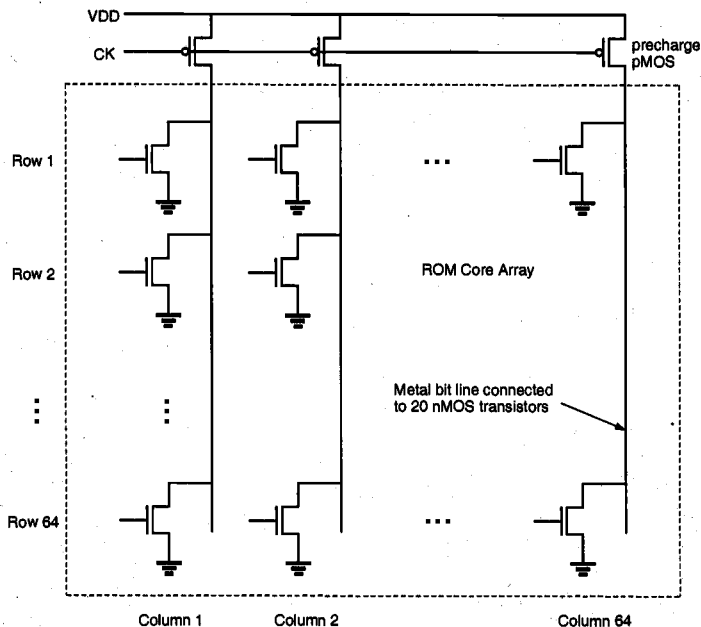 VDD
CK
precharge
pMOS
Row 1
Row 2
ROM Core Array
Metal bit line connected
to 20 nMOS transistors
Row 64
Column 1
Column 2
Column 64